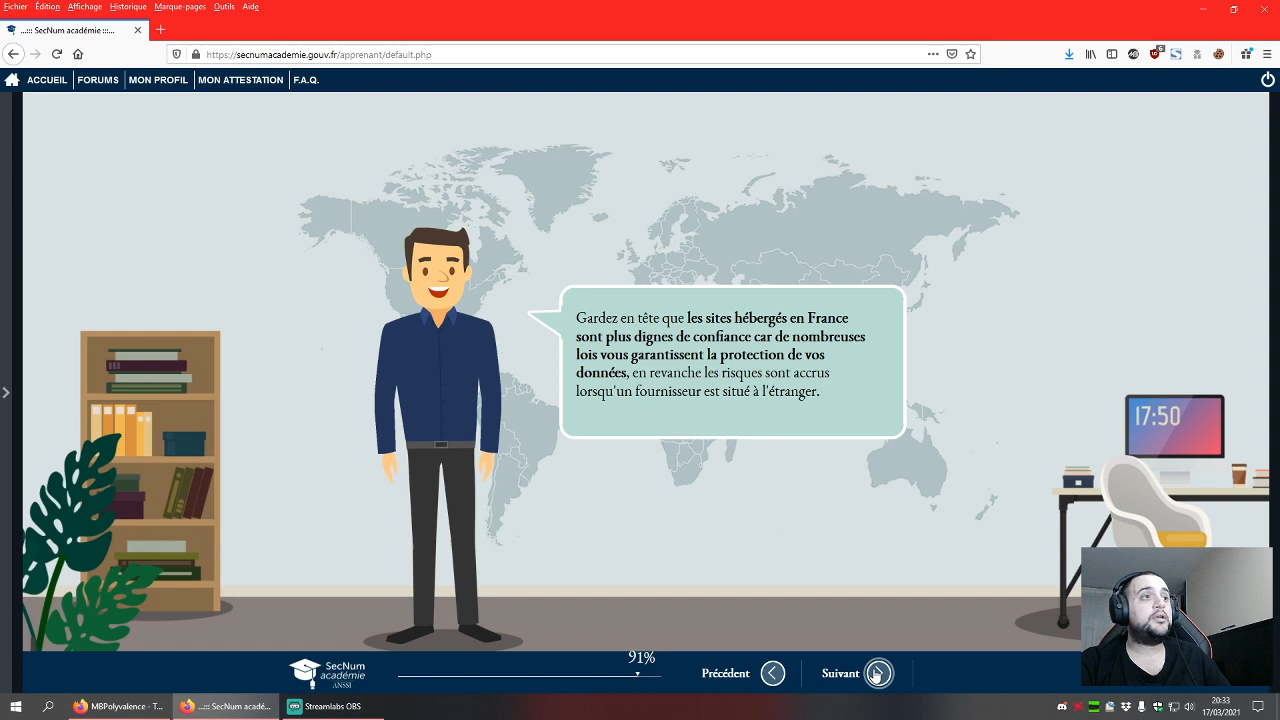 Fichier Édition Affichage Historique Marque-pages Outils Aide
...::: SecNum académie :::...
https://secnumacademie.gouv.fr/apprenant/default.php
ACCUEIL FORUMS MON PROFIL MON ATTESTATION F.A.Q.
Gardez en tête que les sites hébergés en France
sont plus dignes de confiance car de nombreuses
lois vous garantissent la protection de vos
données, en revanche les risques sont accrus
lorsqu'un fournisseur est situé à l'étranger.
17:50
91%
SecNum
académie
ANSSI
Précédent
Suivant
MBPolyvalence - T...
...::: SecNum acadé...
Streamlabs OBS
20:33
17/03/2021